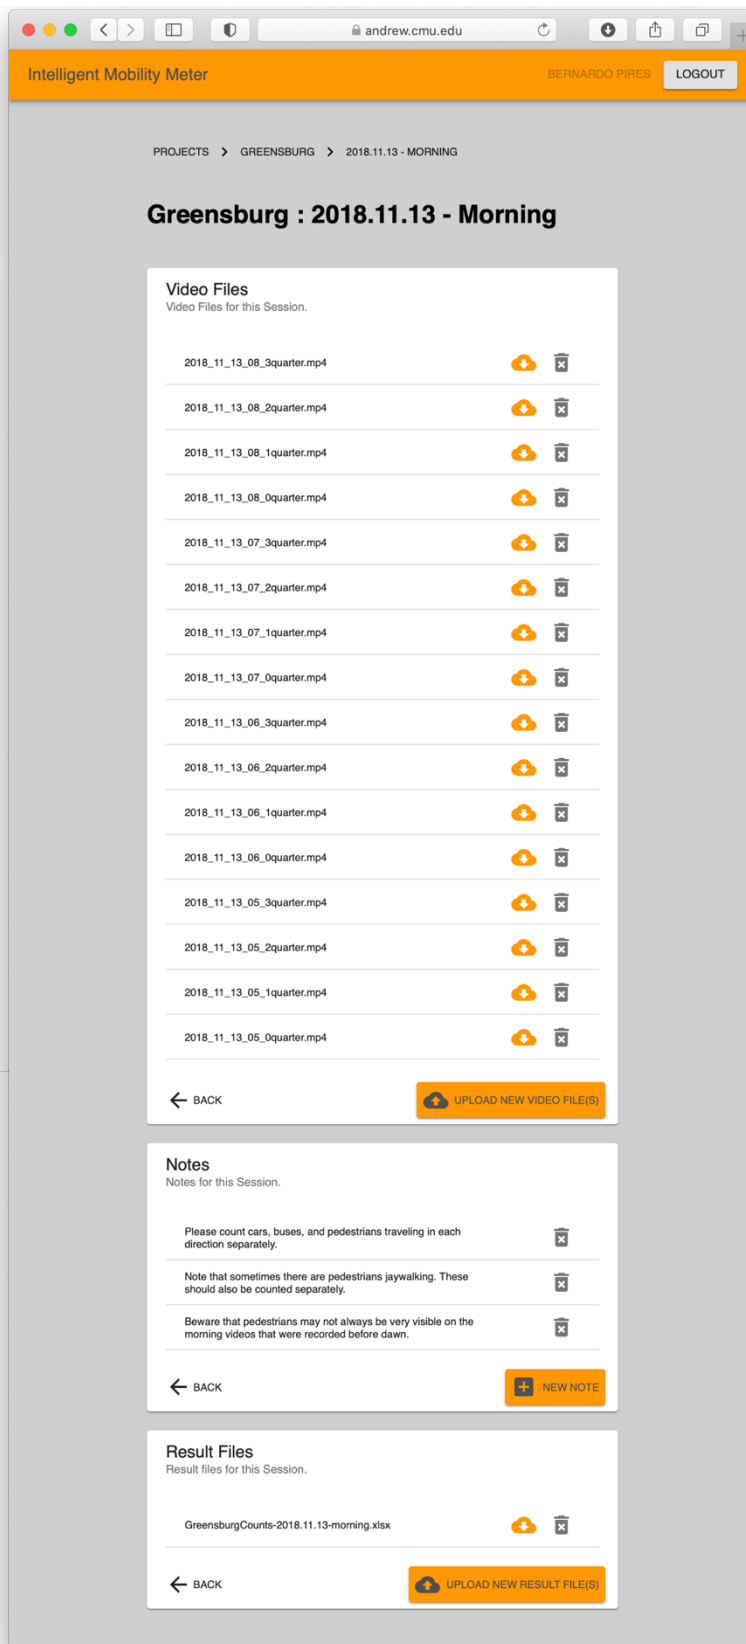 andrew.cmu.edu
Intelligent Mobility Meter
BERNARDO PIRES
LOGOUT
PROJECTS > GREENSBURG > 2018.11.13 - MORNING
Greensburg : 2018.11.13 - Morning
Video Files
Video Files for this Session.
2018_11_13_08_3quarter.mp4
2018_11_13_08_2quarter.mp4
2018_11_13_08_1quarter.mp4
2018_11_13_08_0quarter.mp4
2018_11_13_07_3quarter.mp4
2018_11_13_07_2quarter.mp4
2018_11_13_07_1quarter.mp4
2018_11_13_07_0quarter.mp4
2018_11_13_06_3quarter.mp4
2018_11_13_06_2quarter.mp4
2018_11_13_06_1quarter.mp4
2018_11_13_06_0quarter.mp4
2018_11_13_05_3quarter.mp4
2018_11_13_05_2quarter.mp4
2018_11_13_05_1quarter.mp4
2018_11_13_05_0quarter.mp4
BACK
UPLOAD NEW VIDEO FILE(S)
Notes
Notes for this Session.
Please count cars, buses, and pedestrians traveling in each
direction separately.
Note that sometimes there are pedestrians jaywalking. These
should also be counted separately.
Beware that pedestrians may not always be very visible on the
morning videos that were recorded before dawn.
BACK
NEW NOTE
Result Files
Result files for this Session.
GreensburgCounts-2018.11.13-morning.xlsx
BACK
UPLOAD NEW RESULT FILE(S)